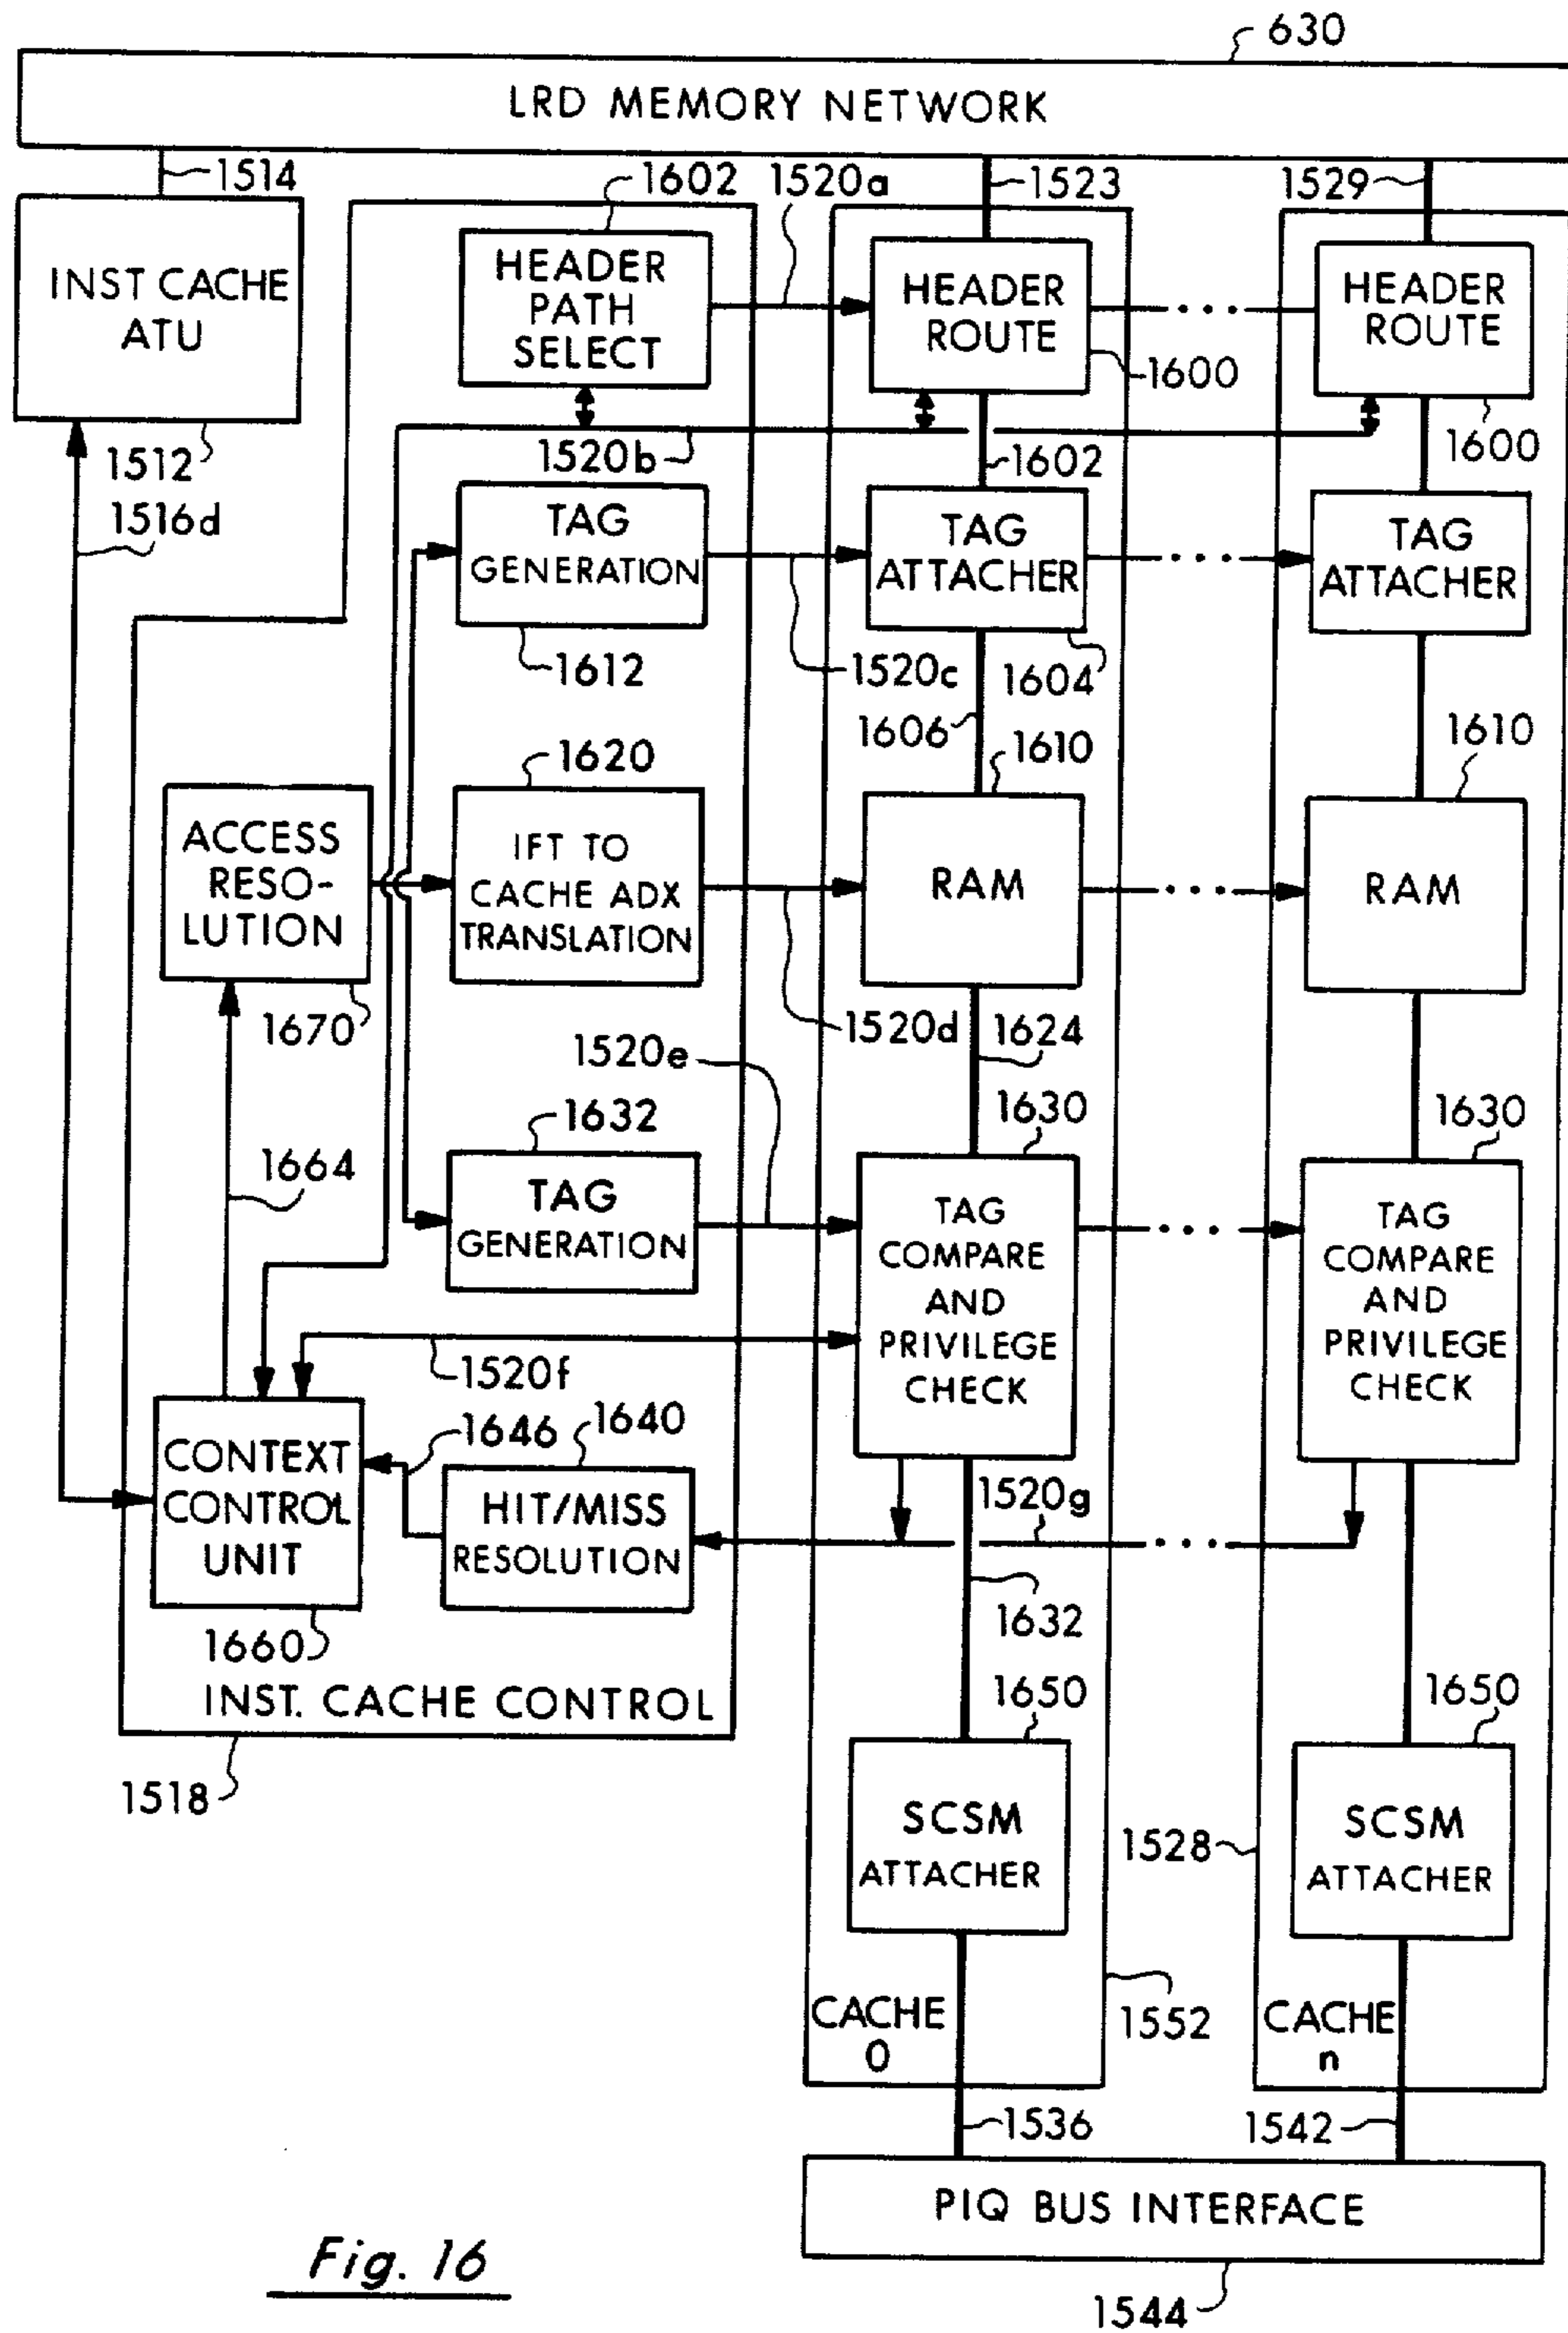 630
LRD MEMORY NETWORK
1514
1602
1520a
1523
1529
INST CACHE
ATU
HEADER
PATH
SELECT
HEADER
ROUTE
HEADER
ROUTE
1600
1600
1512
1520b
1602
1516d
TAG
GENERATION
TAG
ATTACHER
TAG
ATTACHER
1612
1520c
1604
1606
1610
1610
1620
ACCESS
RESO-
LUTION
IFT TO
CACHE ADX
TRANSLATION
RAM
RAM
1670
1520d
1624
1520e
1632
1630
1630
1664
TAG
GENERATION
TAG
COMPARE
AND
PRIVILEGE
CHECK
TAG
COMPARE
AND
PRIVILEGE
CHECK
1520f
1646
1640
CONTEXT
CONTROL
UNIT
HIT/MISS
RESOLUTION
1520g
1632
1660
INST. CACHE CONTROL
1650
1650
1518
SCSM
ATTACHER
1528
SCSM
ATTACHER
CACHE
0
1552
CACHE
n
1536
1542
PIQ BUS INTERFACE
Fig. 16
1544